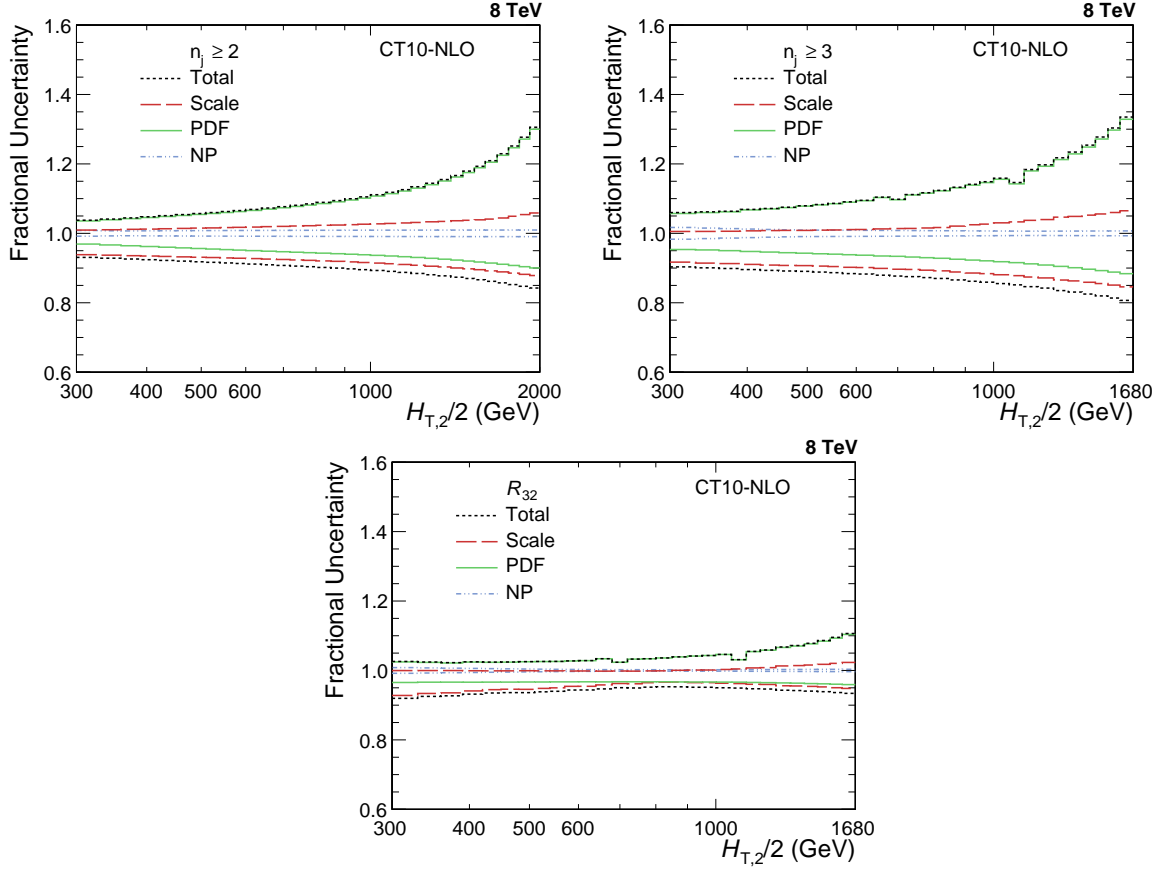 8 TeV
Fractional Uncertainty
1.6
1.4
1.2
1.0
0.8
0.6
n_j ≥ 2
CT10-NLO
Total
Scale
PDF
NP
300 400 500 600 1000 2000
H_T,2/2 (GeV)
8 TeV
Fractional Uncertainty
1.6
1.4
1.2
1.0
0.8
0.6
n_j ≥ 3
CT10-NLO
Total
Scale
PDF
NP
300 400 500 600 1000 1680
H_T,2/2 (GeV)
8 TeV
Fractional Uncertainty
1.6
1.4
1.2
1.0
0.8
0.6
R_32
CT10-NLO
Total
Scale
PDF
NP
300 400 500 600 1000 1680
H_T,2/2 (GeV)